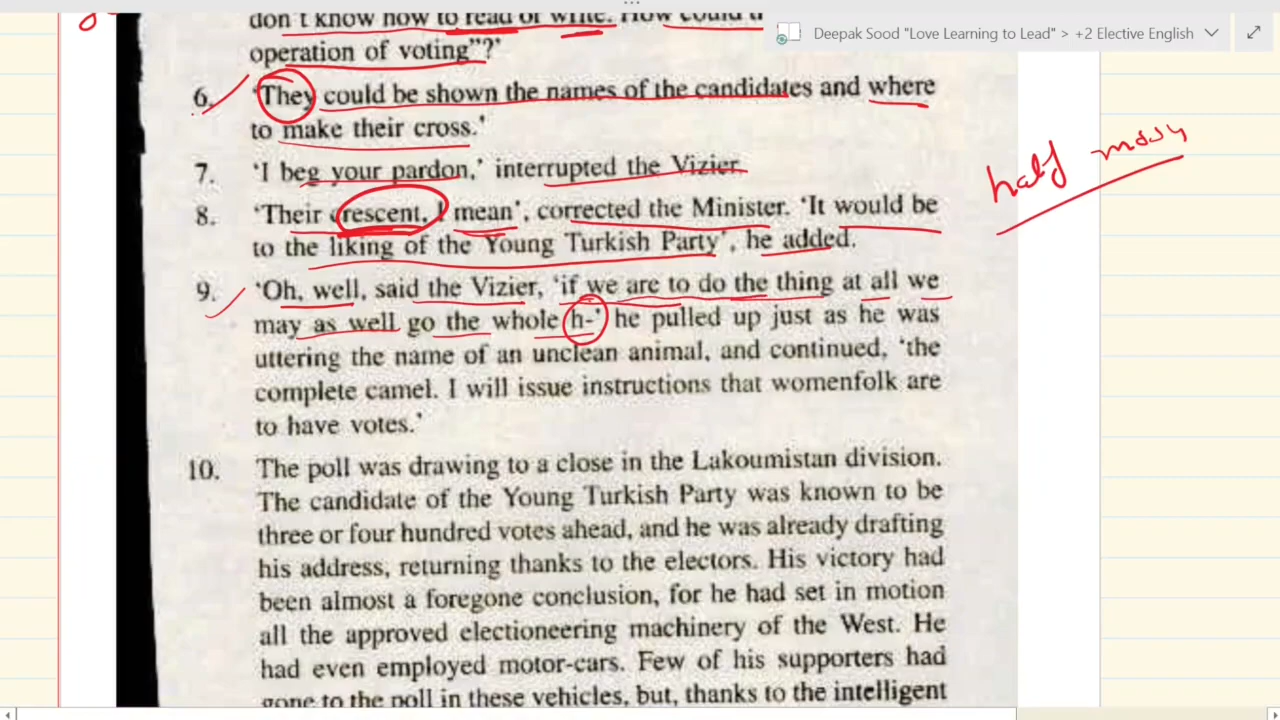 Deepak Sood "Love Learning to Lead" > +2 Elective English
don't know how to read or write. How could
operation of voting"?'
6. 'They could be shown the names of the candidates and where
to make their cross.'
7. 'I beg your pardon,' interrupted the Vizier.
8. 'Their crescent, I mean', corrected the Minister. 'It would be
to the liking of the Young Turkish Party', he added.
half moon
9. 'Oh, well, said the Vizier, 'if we are to do the thing at all we
may as well go the whole h-' he pulled up just as he was
uttering the name of an unclean animal, and continued, 'the
complete camel. I will issue instructions that womenfolk are
to have votes.'
10. The poll was drawing to a close in the Lakoumistan division.
The candidate of the Young Turkish Party was known to be
three or four hundred votes ahead, and he was already drafting
his address, returning thanks to the electors. His victory had
been almost a foregone conclusion, for he had set in motion
all the approved electioneering machinery of the West. He
had even employed motor-cars. Few of his supporters had
gone to the poll in these vehicles, but, thanks to the intelligent